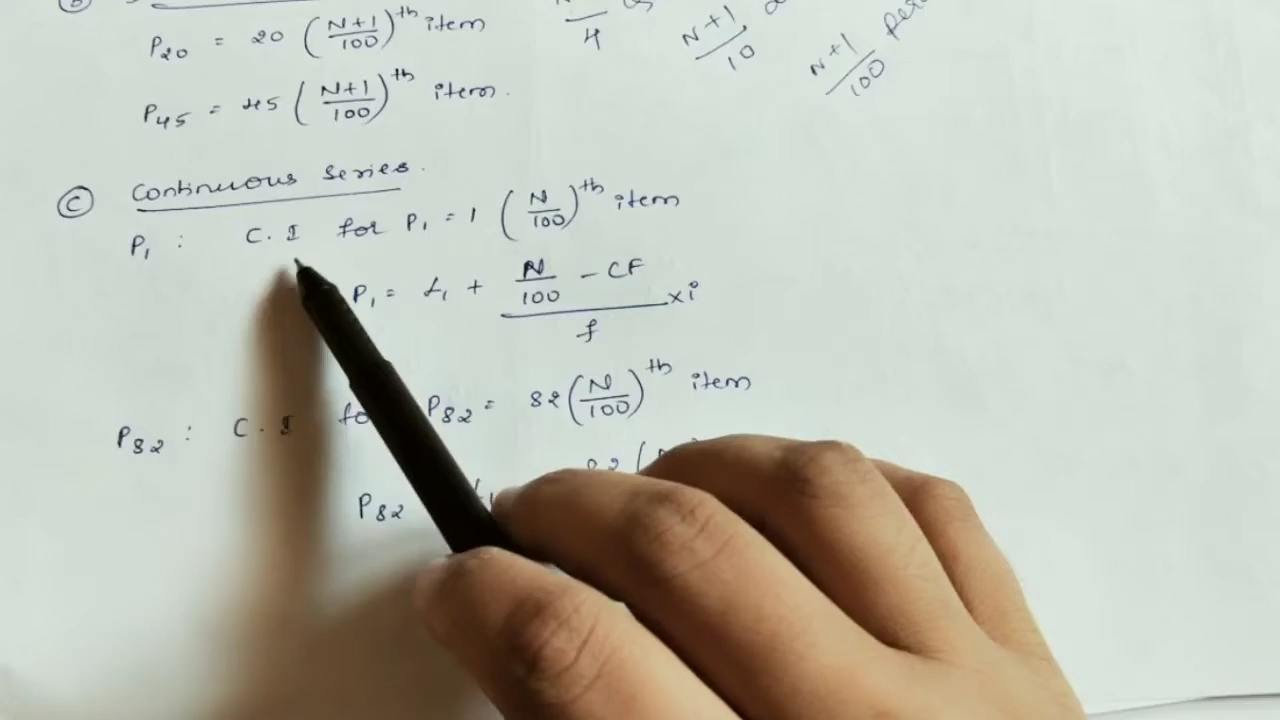 P20 = 20 (N+1/100)th item
N+1/10
N+1/100
P45 = 45 (N+1/100)th item.
C Continuous series.
P1 : C.I for P1 = 1 (N/100)th item
P1 = L1 + N/100 - CF/f × i
P82 : C.I P82 = 82 (N/100)th item
P82